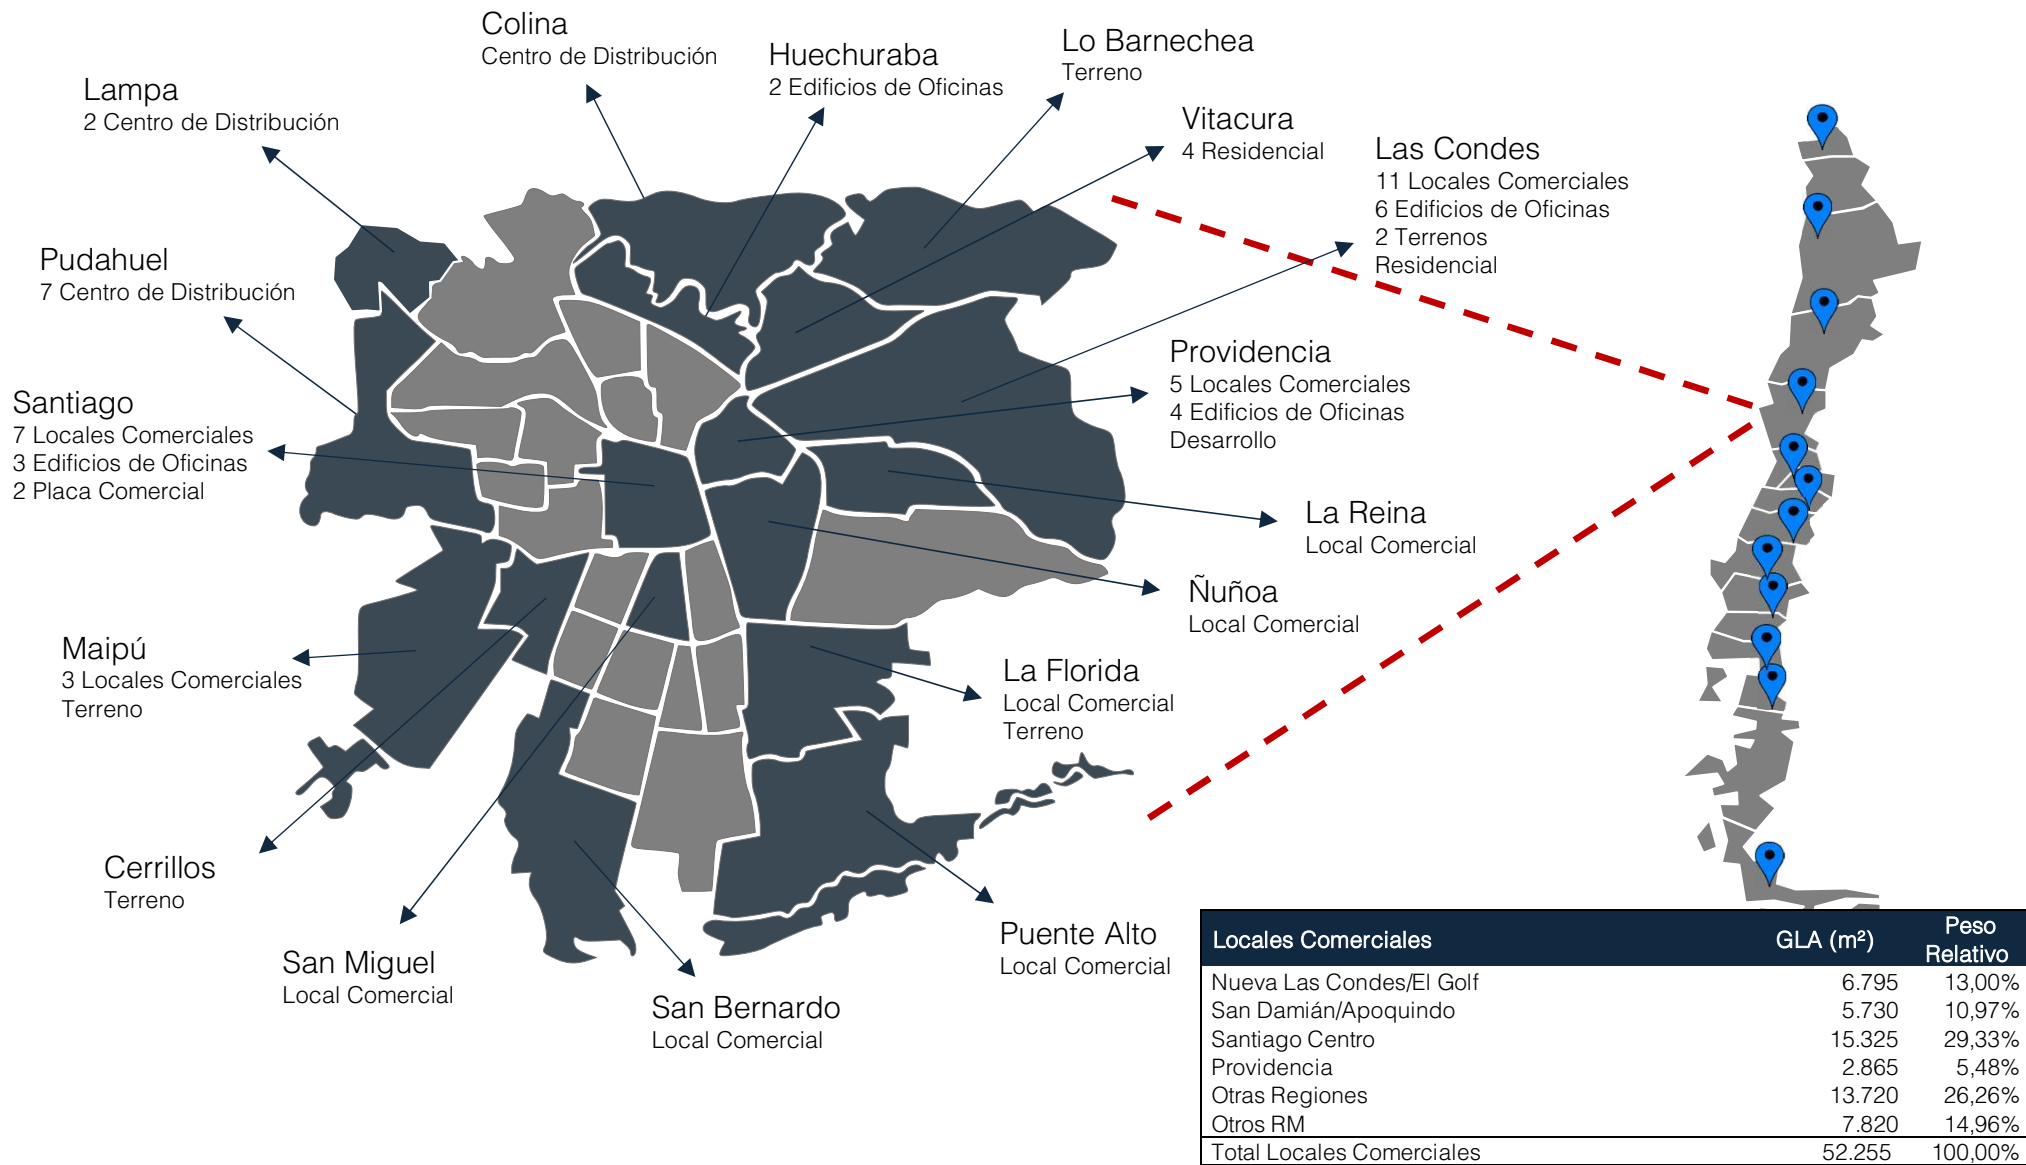 Colina
Centro de Distribución
Huechuraba
2 Edificios de Oficinas
Lo Barnechea
Terreno
Lampa
2 Centro de Distribución
Vitacura
4 Residencial
Las Condes
11 Locales Comerciales
6 Edificios de Oficinas
2 Terrenos
Residencial
Pudahuel
7 Centro de Distribución
Providencia
5 Locales Comerciales
4 Edificios de Oficinas
Desarrollo
Santiago
7 Locales Comerciales
3 Edificios de Oficinas
2 Placa Comercial
La Reina
Local Comercial
Ñuñoa
Local Comercial
Maipú
3 Locales Comerciales
Terreno
La Florida
Local Comercial
Terreno
Cerrillos
Terreno
San Miguel
Local Comercial
San Bernardo
Local Comercial
Puente Alto
Local Comercial
Locales Comerciales GLA (m²) Peso Relativo
Nueva Las Condes/El Golf 6.795 13,00%
San Damián/Apoquindo 5.730 10,97%
Santiago Centro 15.325 29,33%
Providencia 2.865 5,48%
Otras Regiones 13.720 26,26%
Otros RM 7.820 14,96%
Total Locales Comerciales 52.255 100,00%